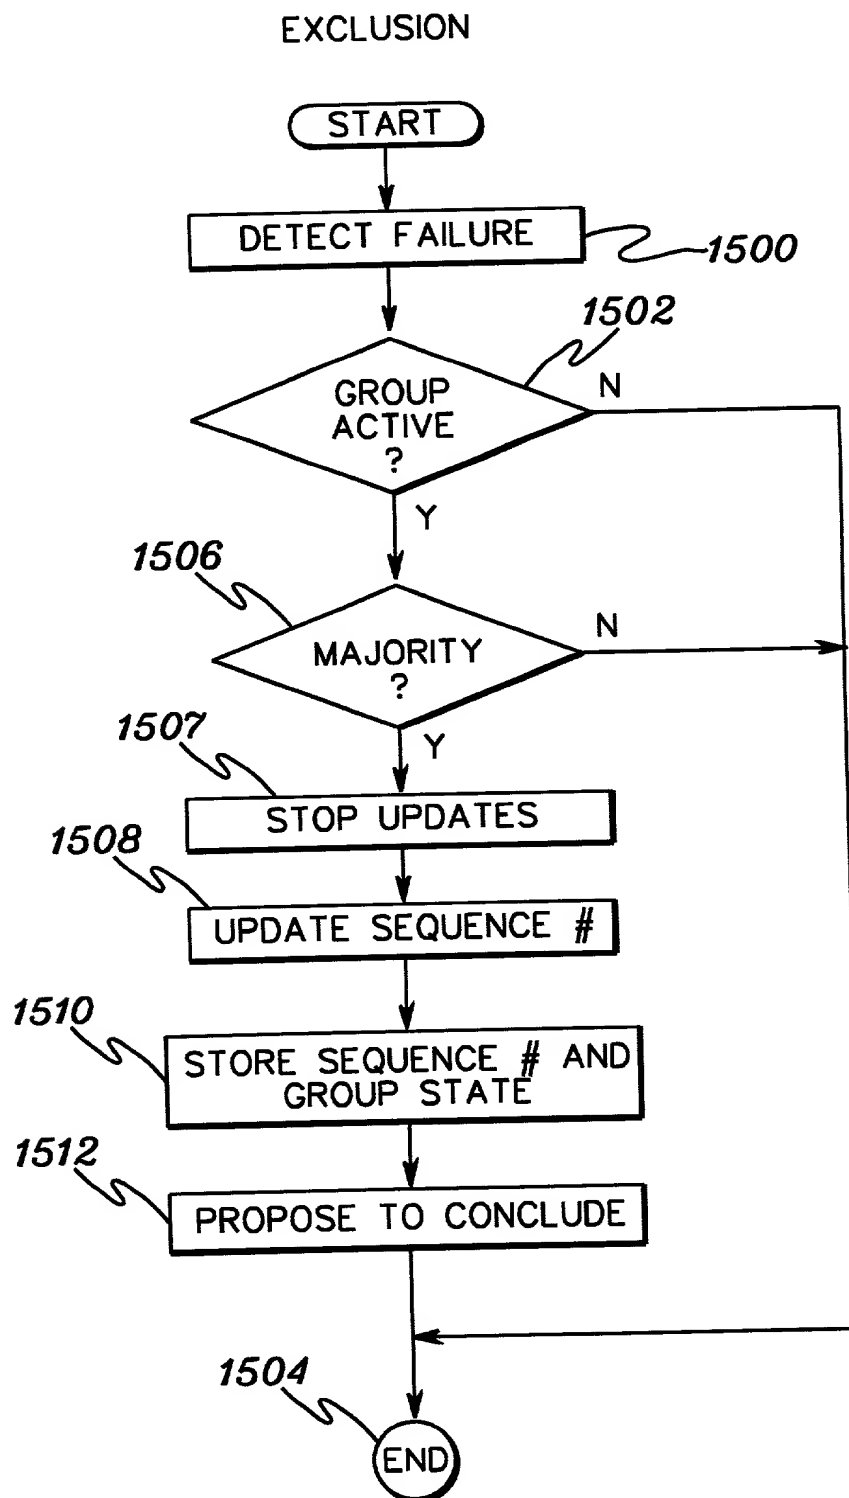 EXCLUSION
START
DETECT FAILURE
1500
1502
GROUP
ACTIVE
?
N
Y
1506
MAJORITY
?
N
Y
1507
STOP UPDATES
1508
UPDATE SEQUENCE #
1510
STORE SEQUENCE # AND
GROUP STATE
1512
PROPOSE TO CONCLUDE
1504
END